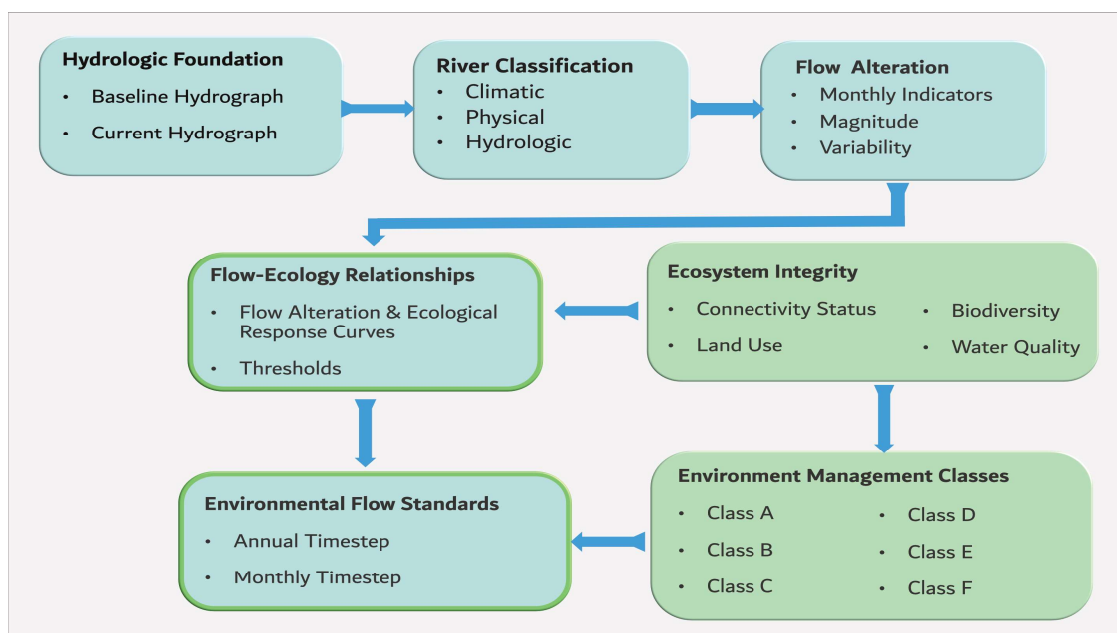 Hydrologic Foundation
• Baseline Hydrograph
• Current Hydrograph
River Classification
• Climatic
• Physical
• Hydrologic
Flow Alteration
• Monthly Indicators
• Magnitude
• Variability
Flow-Ecology Relationships
• Flow Alteration & Ecological
Response Curves
• Thresholds
Ecosystem Integrity
• Connectivity Status
• Land Use
• Biodiversity
• Water Quality
Environmental Flow Standards
• Annual Timestep
• Monthly Timestep
Environment Management Classes
• Class A
• Class B
• Class C
• Class D
• Class E
• Class F